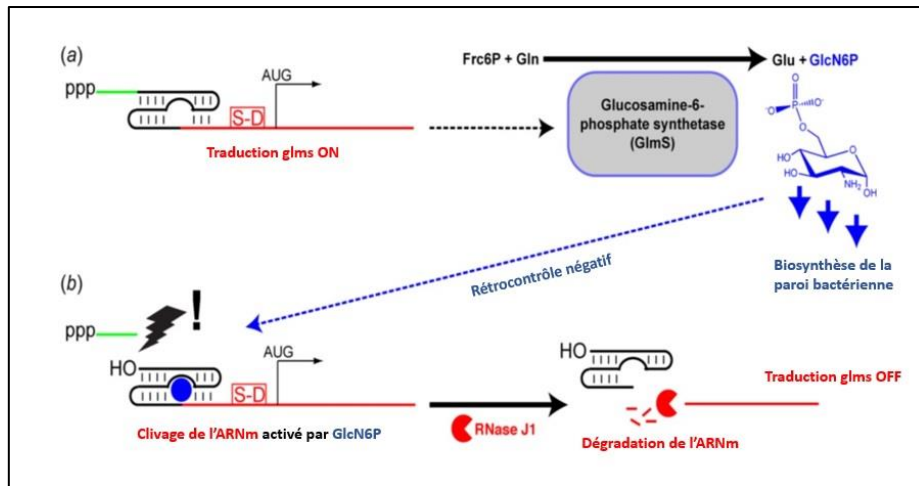 (a)
Frc6P + Gln
Glu + GlcN6P
ppp
AUG
S-D
Traduction glms ON
Glucosamine-6-
phosphate synthetase
(GlmS)
O
-O
P
O-
O
HO
O
HO
NH2
OH
Rétrocontrôle négatif
Biosynthèse de la
paroi bactérienne
(b)
!
ppp
HO
AUG
S-D
HO
Traduction glms OFF
Clivage de l'ARNm activé par GlcN6P
RNase J1
Dégradation de l'ARNm